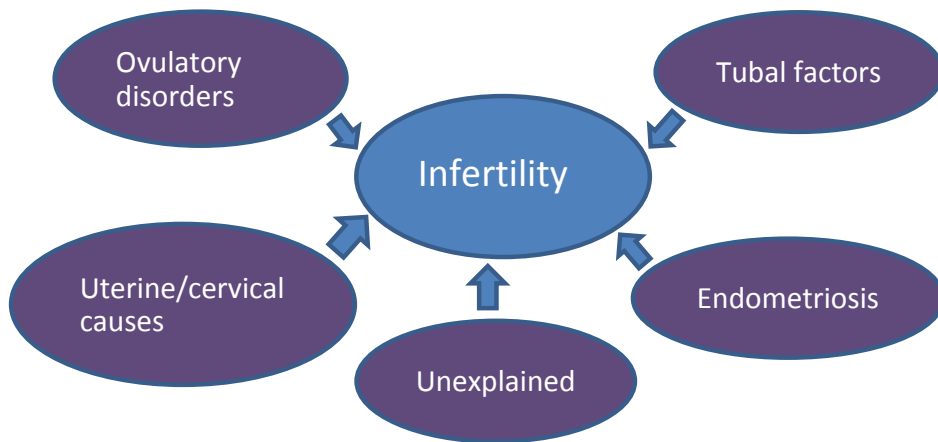 Ovulatory
disorders
Tubal factors
Infertility
Uterine/cervical
causes
Endometriosis
Unexplained